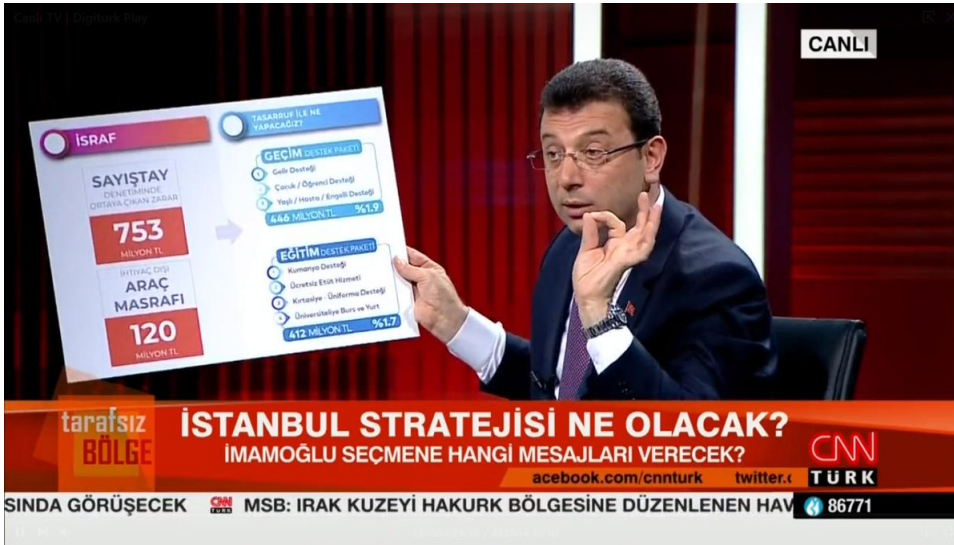 Canlı TV | Digiturk Play
CANLI
İSRAF
SAYIŞTAY
DENETİMİNDE
ORTAYA ÇIKAN ZARAR
753
MİLYON TL
İHTİYAÇ DIŞI
ARAÇ
MASRAFI
120
MİLYON TL
TASARRUF İLE NE
YAPACAĞIZ?
GEÇİM DESTEK PAKETİ
1 Gelir Desteği
2 Çocuk / Öğrenci Desteği
3 Yaşlı / Hasta / Engelli Desteği
446 MİLYON TL %1.9
EĞİTİM DESTEK PAKETİ
Kumanya Desteği
Ücretsiz Etüt Hizmeti
Kırtasiye - Üniforma Desteği
Üniversiteliye Burs ve Yurt
412 MİLYON TL %1.7
tarafsız
BÖLGE
İSTANBUL STRATEJİSİ NE OLACAK?
İMAMOĞLU SEÇMENE HANGİ MESAJLARI VERECEK?
acebook.com/cnnturk twitter.c
CNN
TÜRK
SINDA GÖRÜŞECEK CNN TÜRK MSB: IRAK KUZEYİ HAKURK BÖLGESİNE DÜZENLENEN HAV
86771